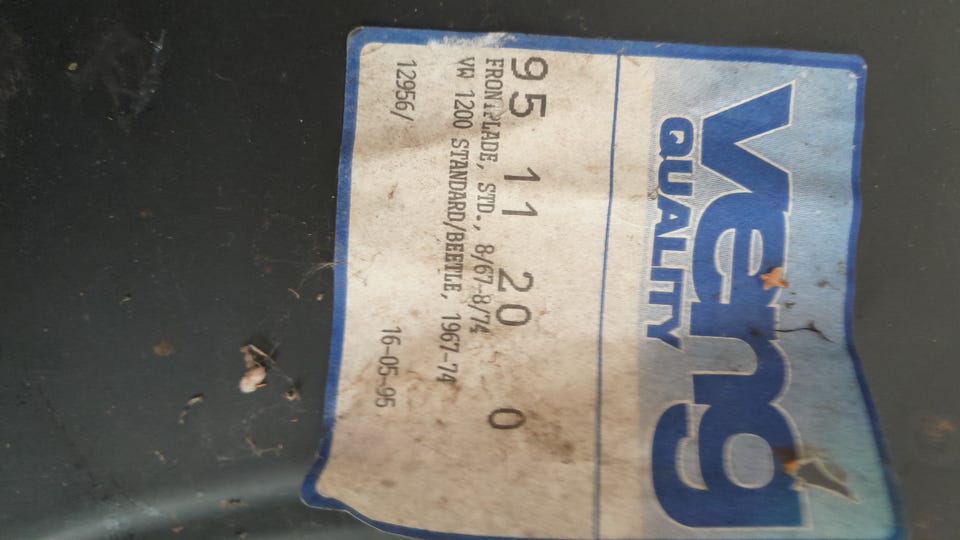 Veng
QUALITY
95 11 20 0
FRONTPLADE, STD., 8/67-8/74
VW 1200 STANDARD/BEETLE, 1967-74
12956/ 16-05-95